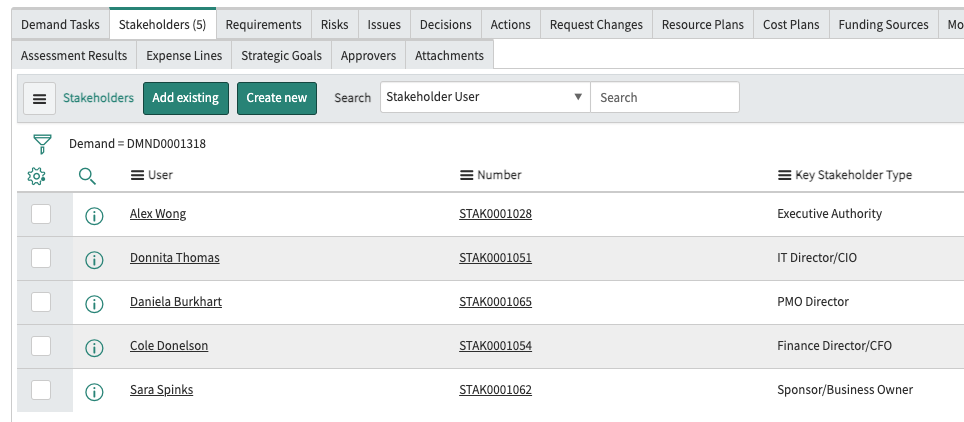 Demand Tasks Stakeholders (5) Requirements Risks Issues Decisions Actions Request Changes Resource Plans Cost Plans Funding Sources Mo
Assessment Results Expense Lines Strategic Goals Approvers Attachments
Stakeholders Add existing Create new Search Stakeholder User Search
Demand = DMND0001318
User Number Key Stakeholder Type
Alex Wong STAK0001028 Executive Authority
Donnita Thomas STAK0001051 IT Director/CIO
Daniela Burkhart STAK0001065 PMO Director
Cole Donelson STAK0001054 Finance Director/CFO
Sara Spinks STAK0001062 Sponsor/Business Owner